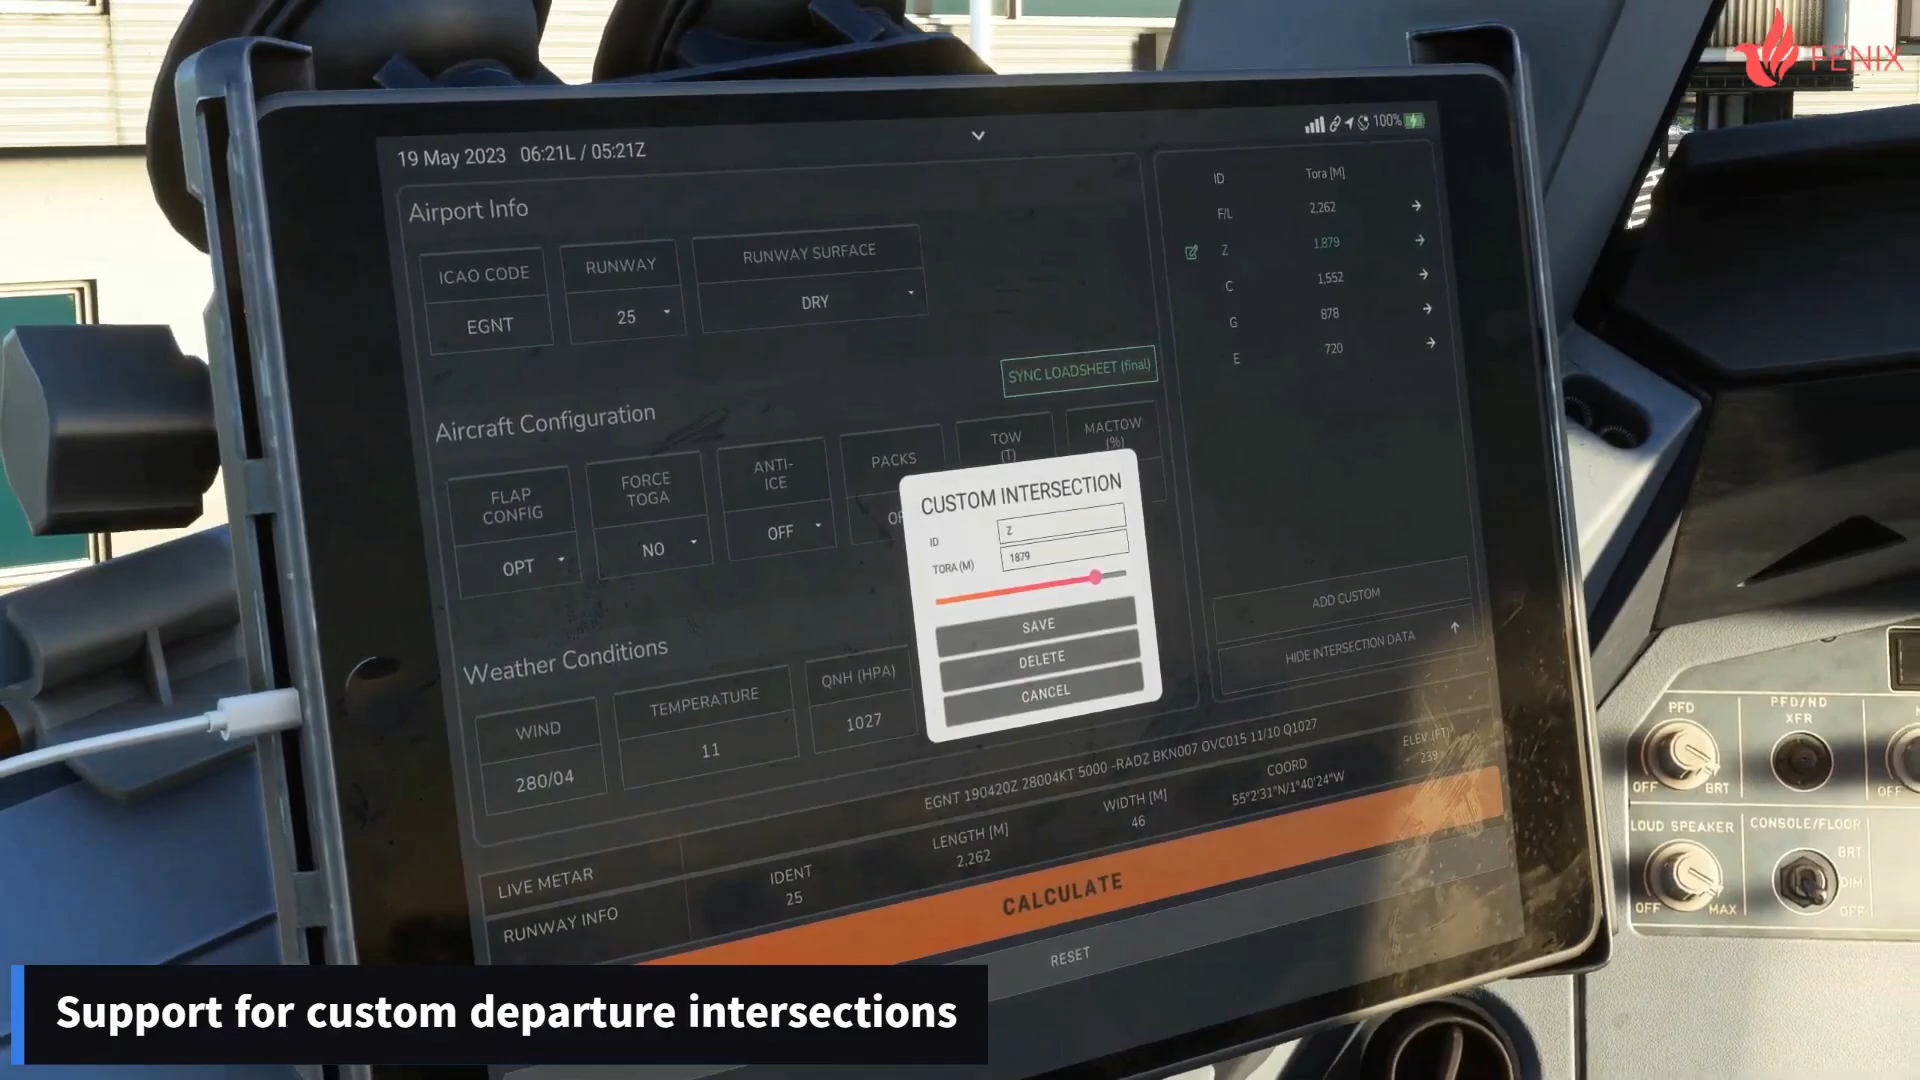 FENIX
19 May 2023 06:21L / 05:21Z
100%
Airport Info
ICAO CODE
EGNT
RUNWAY
25
RUNWAY SURFACE
DRY
SYNC LOADSHEET (final)
Aircraft Configuration
FLAP CONFIG
OPT
FORCE TOGA
NO
ANTI-ICE
OFF
PACKS
TOW (T)
MACTOW (%)
CUSTOM INTERSECTION
ID Z
TORA (M) 1879
SAVE
DELETE
CANCEL
Weather Conditions
WIND
280/04
TEMPERATURE
11
QNH (HPA)
1027
ID Tora [M]
F/L 2,262
Z 1,879
C 1,552
G 878
E 720
ADD CUSTOM
HIDE INTERSECTION DATA
LIVE METAR
EGNT 190420Z 28004KT 5000 -RADZ BKN007 OVC015 11/10 Q1027
RUNWAY INFO
IDENT
25
LENGTH [M]
2,262
WIDTH [M]
46
COORD
55°2'31"N/1°40'24"W
ELEV (FT)
239
CALCULATE
RESET
PFD
OFF BRT
PFD/ND
XFR
OFF
LOUD SPEAKER
OFF MAX
CONSOLE/FLOOR
BRT
DIM
OFF
Support for custom departure intersections